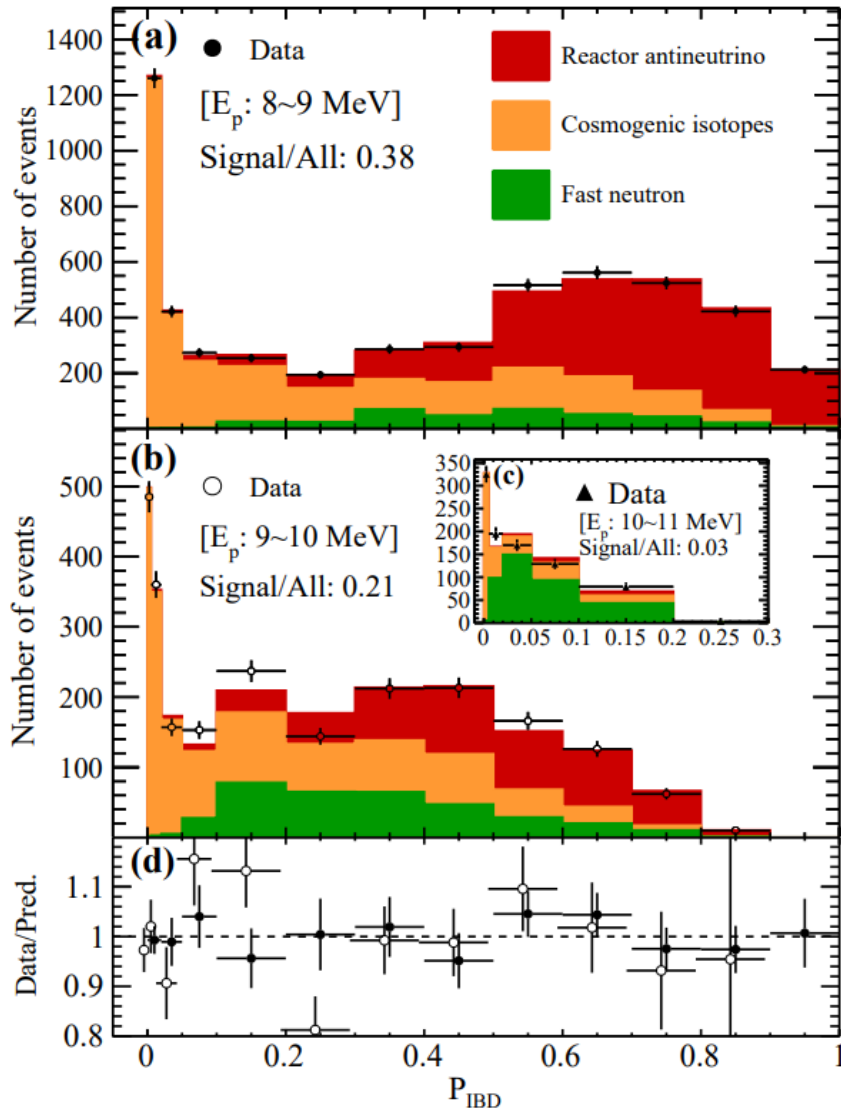 (a)
Data
[E_p: 8~9 MeV]
Signal/All: 0.38
Reactor antineutrino
Cosmogenic isotopes
Fast neutron
Number of events
1400
1200
1000
800
600
400
200
(b)
Data
[E_p: 9~10 MeV]
Signal/All: 0.21
Number of events
500
400
300
200
100
(c)
Data
[E_p: 10~11 MeV]
Signal/All: 0.03
350
300
250
200
150
100
50
0
0 0.05 0.1 0.15 0.2 0.25 0.3
(d)
Data/Pred.
1.1
1
0.9
0.8
0 0.2 0.4 0.6 0.8 1
P_IBD